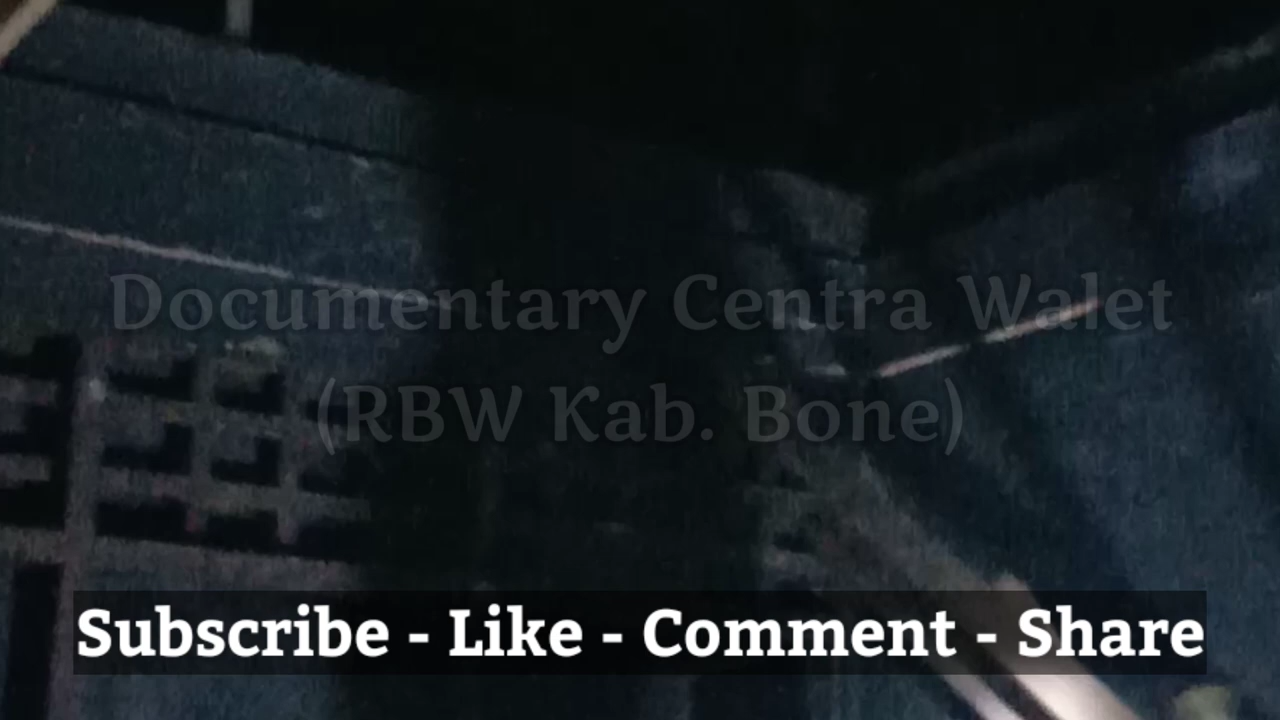 Documentary Centra Walet
(RBW Kab. Bone)
Subscribe - Like - Comment - Share